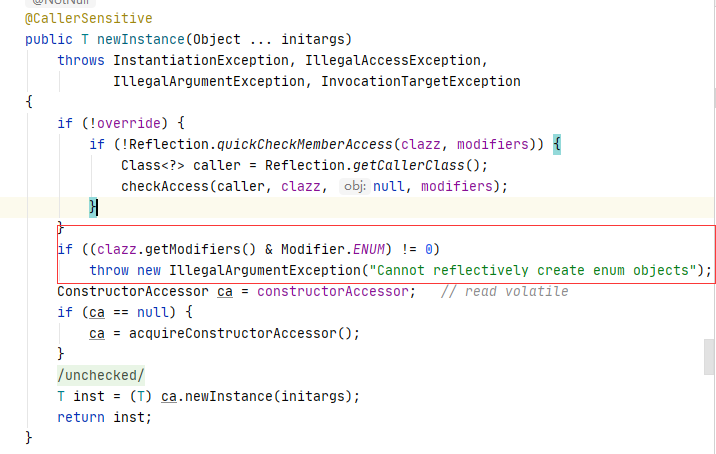 @NotNull
@CallerSensitive
public T newInstance(Object ... initargs)
    throws InstantiationException, IllegalAccessException,
           IllegalArgumentException, InvocationTargetException
{
    if (!override) {
        if (!Reflection.quickCheckMemberAccess(clazz, modifiers)) {
            Class<?> caller = Reflection.getCallerClass();
            checkAccess(caller, clazz, obj: null, modifiers);
        }
    }
    if ((clazz.getModifiers() & Modifier.ENUM) != 0)
        throw new IllegalArgumentException("Cannot reflectively create enum objects");
    ConstructorAccessor ca = constructorAccessor;   // read volatile
    if (ca == null) {
        ca = acquireConstructorAccessor();
    }
    /unchecked/
    T inst = (T) ca.newInstance(initargs);
    return inst;
}